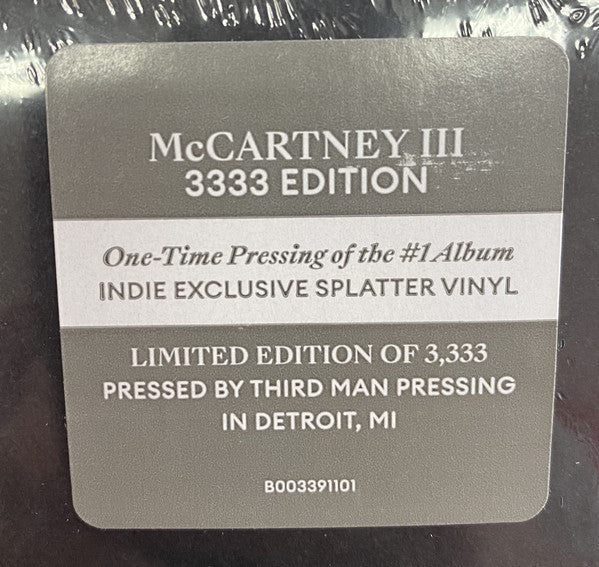 McCARTNEY III
3333 EDITION
One-Time Pressing of the #1 Album
INDIE EXCLUSIVE SPLATTER VINYL
LIMITED EDITION OF 3,333
PRESSED BY THIRD MAN PRESSING
IN DETROIT, MI
B003391101